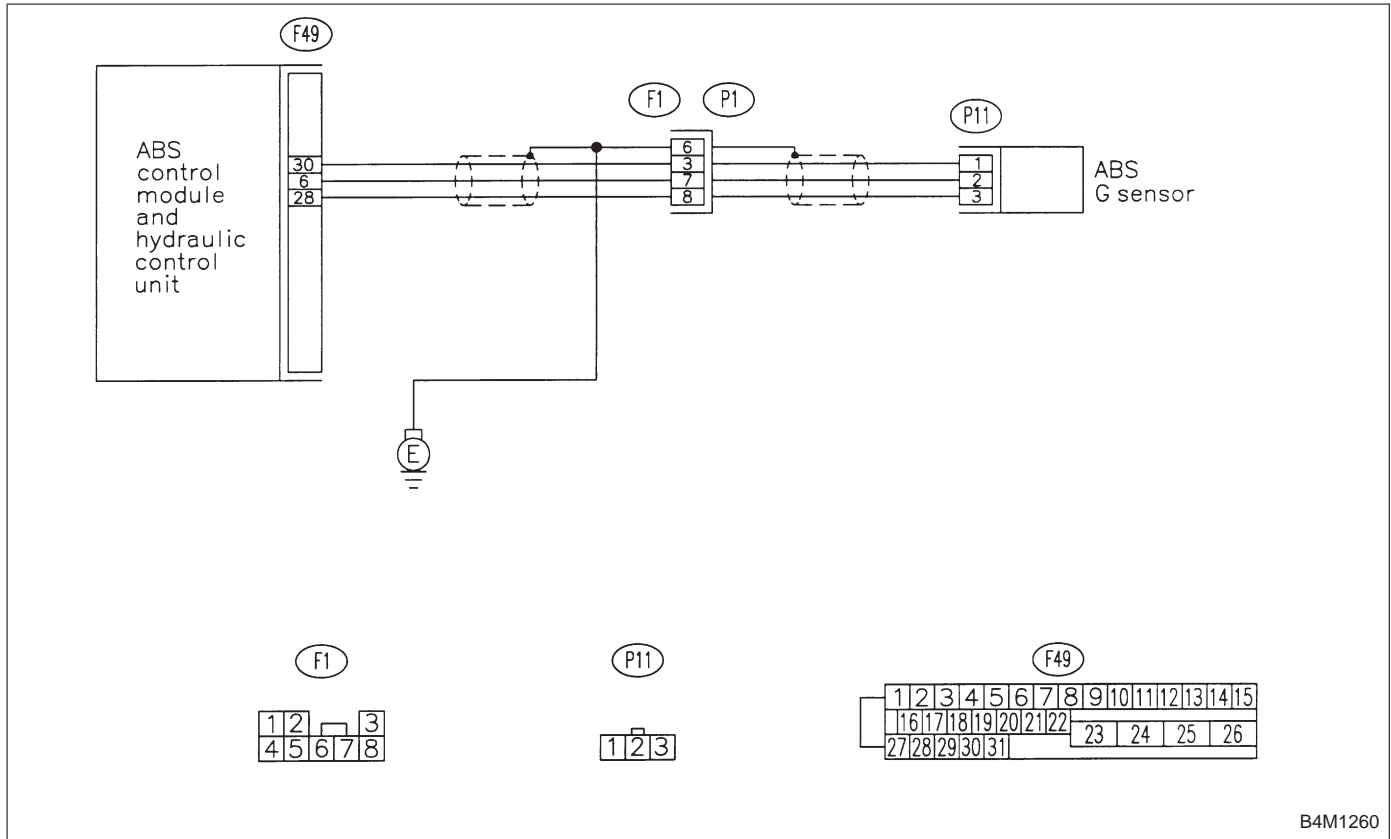 F49
F1 P1
P11
ABS
control
module
and
hydraulic
control
unit
30
6
28
6
3
7
8
1
2
3
ABS
G sensor
E
F1
P11
F49
1 2 3
4 5 6 7 8
1 2 3
1 2 3 4 5 6 7 8 9 10 11 12 13 14 15
16 17 18 19 20 21 22
23 24 25 26
27 28 29 30 31
B4M1260